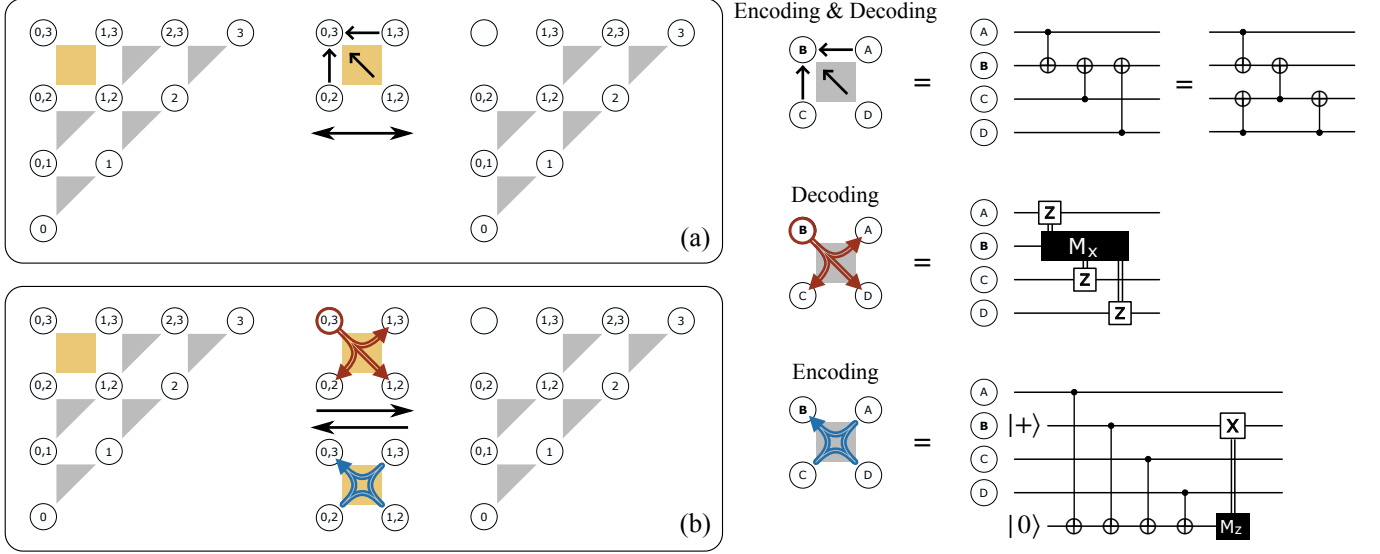 0,3 1,3 2,3 3
0,2 1,2 2
0,1 1
0
0,3 1,3
0,2 1,2
1,3 2,3 3
0,2 1,2 2
0,1 1
0
(a)
0,3 1,3 2,3 3
0,2 1,2 2
0,1 1
0
0,3 1,3
0,2 1,2
0,3 1,3
0,2 1,2
1,3 2,3 3
0,2 1,2 2
0,1 1
0
(b)
Encoding & Decoding
B A
C D
=
A
B
C
D
=
Decoding
B A
C D
=
A Z
B Mx
C Z
D Z
Encoding
B A
C D
=
A
B |+⟩ X
C
D
|0⟩ Mz